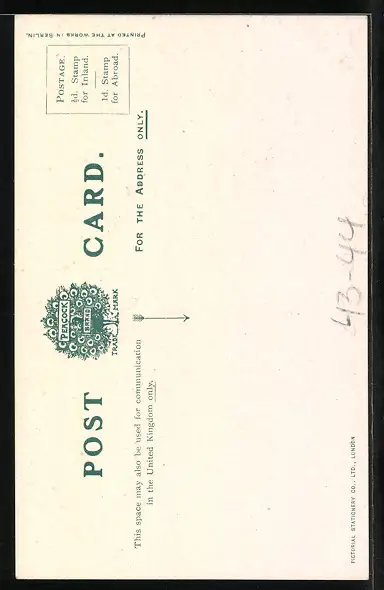 PRINTED AT THE WORKS IN BERLIN.
POSTAGE.
½d. Stamp
for Inland.
1d. Stamp
for Abroad.
POST CARD.
PEACOCK
BRAND
TRADE MARK
This space may also be used for communication
in the United Kingdom only.
FOR THE ADDRESS ONLY.
43-44
PICTORIAL STATIONERY CO., LTD., LONDON